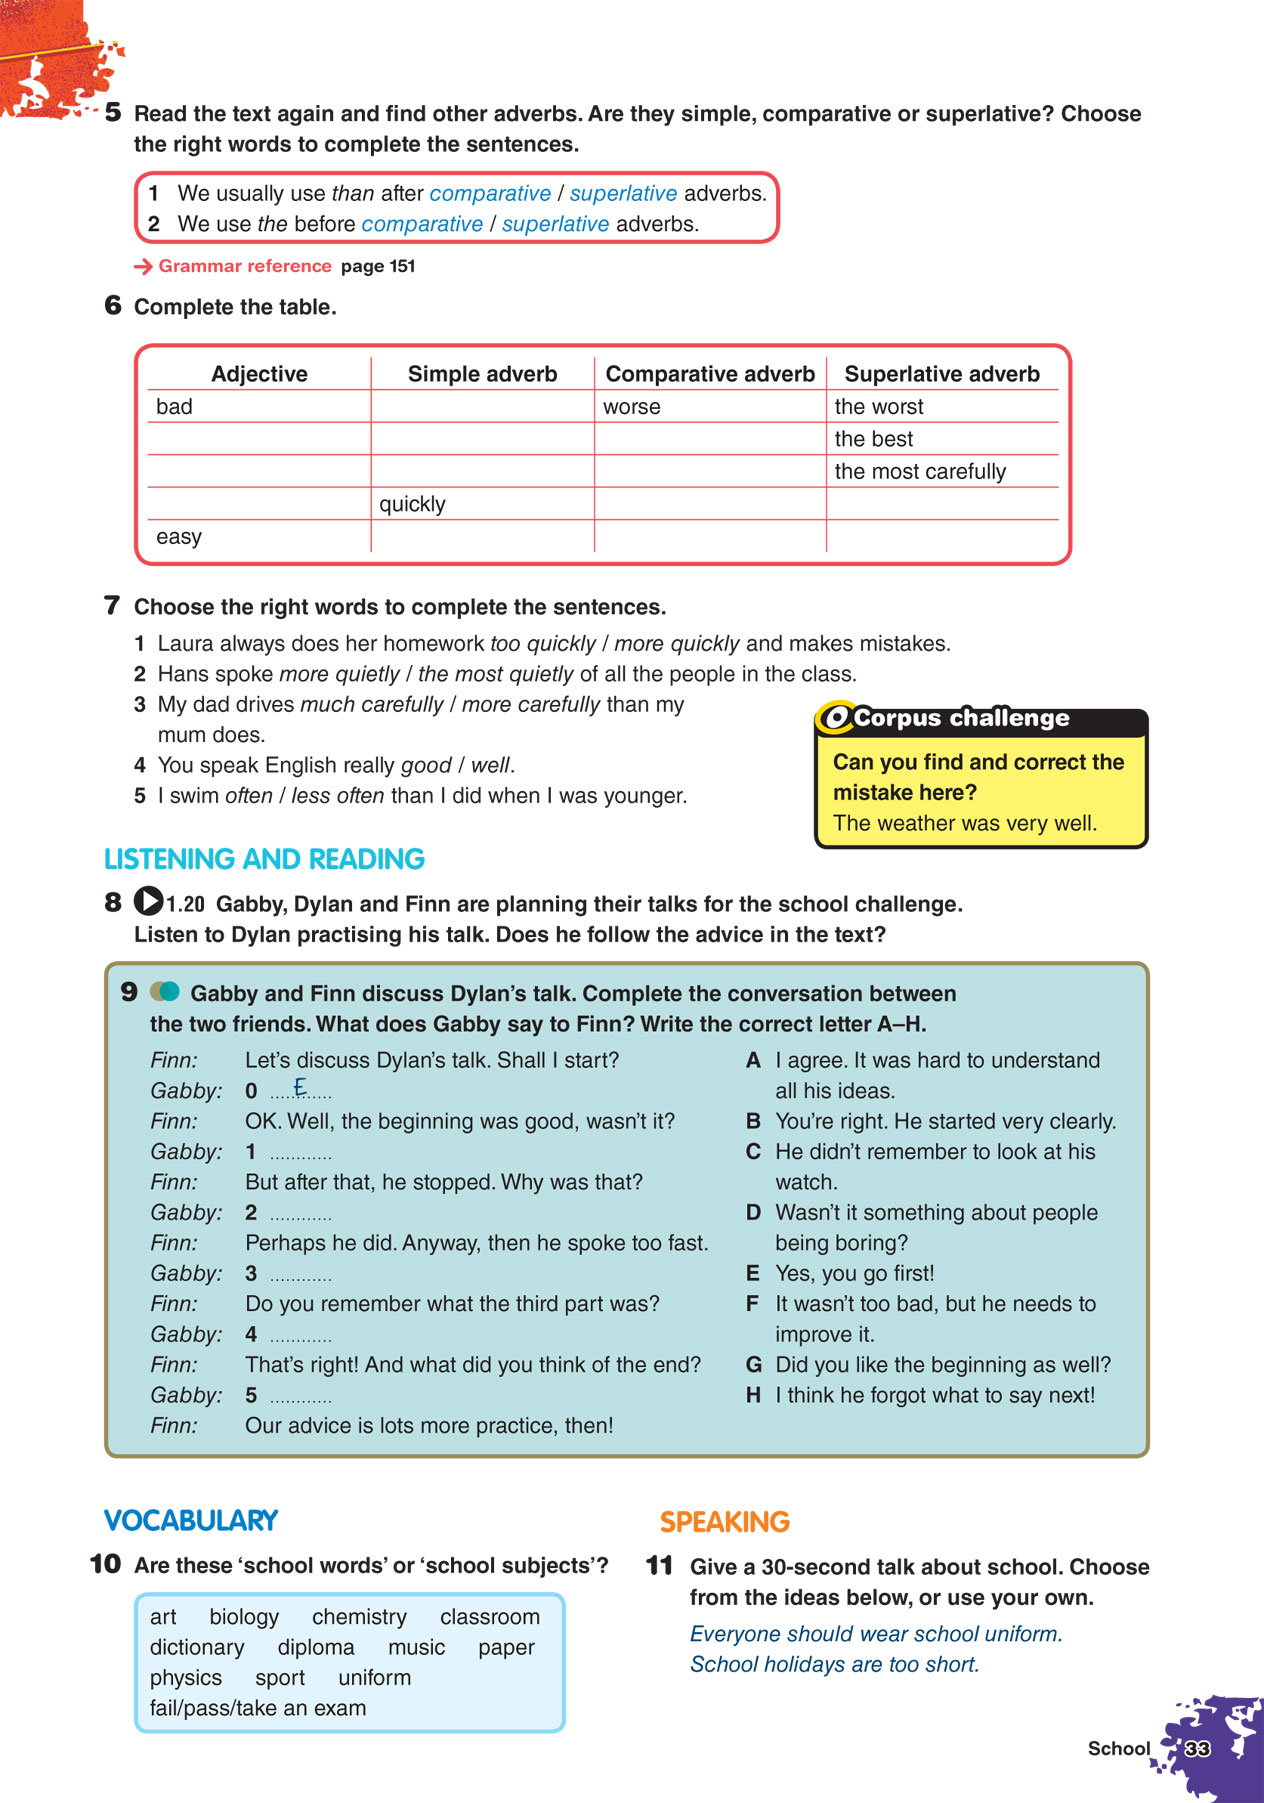 5 Read the text again and find other adverbs. Are they simple, comparative or superlative? Choose
the right words to complete the sentences.
1 We usually use than after comparative / superlative adverbs.
2 We use the before comparative / superlative adverbs.
→ Grammar reference page 151
6 Complete the table.
Adjective Simple adverb Comparative adverb Superlative adverb
bad worse the worst
the best
the most carefully
quickly
easy
7 Choose the right words to complete the sentences.
1 Laura always does her homework too quickly / more quickly and makes mistakes.
2 Hans spoke more quietly / the most quietly of all the people in the class.
3 My dad drives much carefully / more carefully than my
mum does.
4 You speak English really good / well.
5 I swim often / less often than I did when I was younger.
Corpus challenge
Can you find and correct the
mistake here?
The weather was very well.
LISTENING AND READING
8 1.20 Gabby, Dylan and Finn are planning their talks for the school challenge.
Listen to Dylan practising his talk. Does he follow the advice in the text?
9 Gabby and Finn discuss Dylan's talk. Complete the conversation between
the two friends. What does Gabby say to Finn? Write the correct letter A–H.
Finn: Let's discuss Dylan's talk. Shall I start?
Gabby: 0 ....E.......
Finn: OK. Well, the beginning was good, wasn't it?
Gabby: 1 ............
Finn: But after that, he stopped. Why was that?
Gabby: 2 ............
Finn: Perhaps he did. Anyway, then he spoke too fast.
Gabby: 3 ............
Finn: Do you remember what the third part was?
Gabby: 4 ............
Finn: That's right! And what did you think of the end?
Gabby: 5 ............
Finn: Our advice is lots more practice, then!
A I agree. It was hard to understand
all his ideas.
B You're right. He started very clearly.
C He didn't remember to look at his
watch.
D Wasn't it something about people
being boring?
E Yes, you go first!
F It wasn't too bad, but he needs to
improve it.
G Did you like the beginning as well?
H I think he forgot what to say next!
VOCABULARY
10 Are these 'school words' or 'school subjects'?
art biology chemistry classroom
dictionary diploma music paper
physics sport uniform
fail/pass/take an exam
SPEAKING
11 Give a 30-second talk about school. Choose
from the ideas below, or use your own.
Everyone should wear school uniform.
School holidays are too short.
School 33